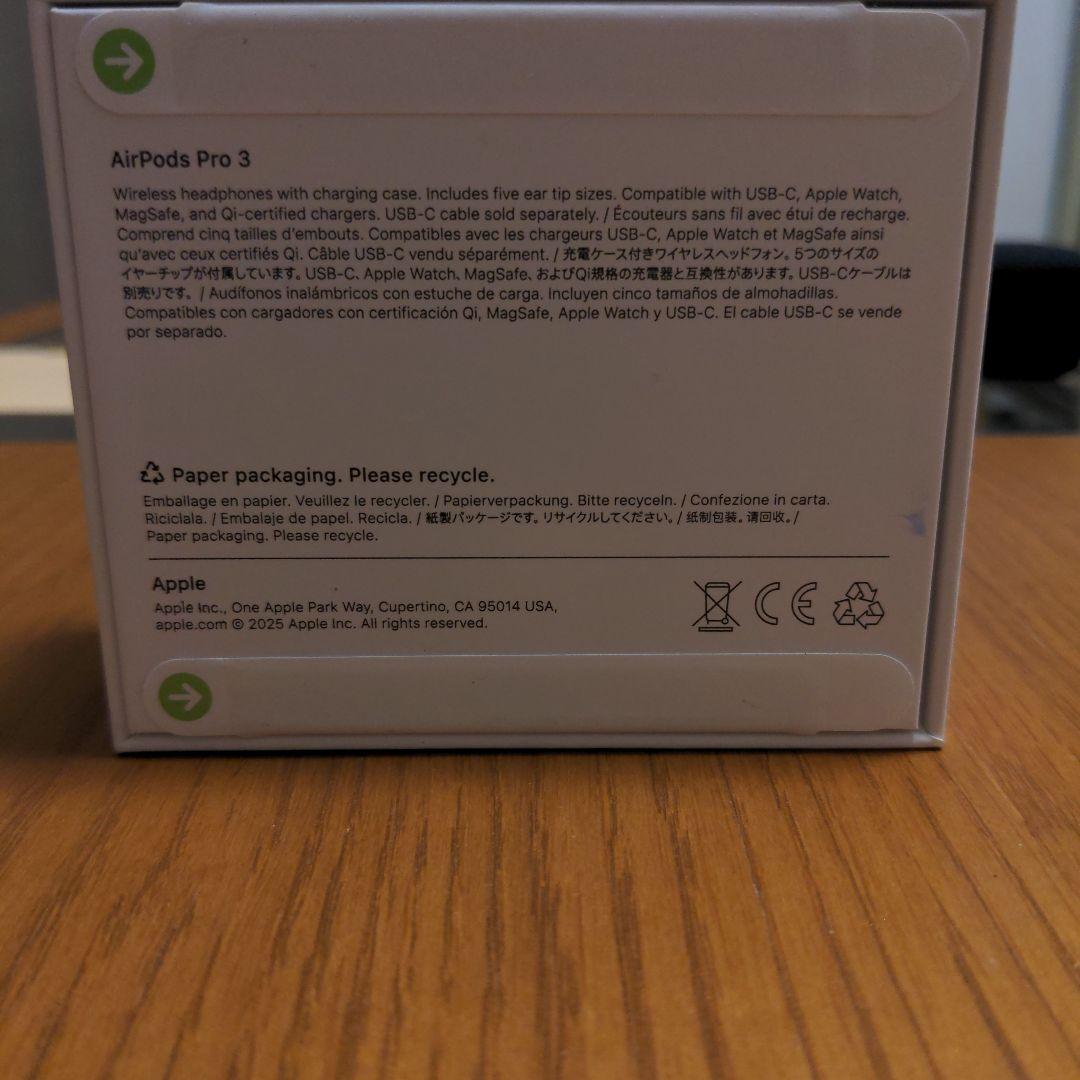 AirPods Pro 3
Wireless headphones with charging case. Includes five ear tip sizes. Compatible with USB-C, Apple Watch,
MagSafe, and Qi-certified chargers. USB-C cable sold separately. / Écouteurs sans fil avec étui de recharge.
Comprend cinq tailles d'embouts. Compatibles avec les chargeurs USB-C, Apple Watch et MagSafe ainsi
qu'avec ceux certifiés Qi. Câble USB-C vendu séparément. / 充電ケース付きワイヤレスヘッドフォン。5つのサイズの
イヤーチップが付属しています。USB-C、Apple Watch、MagSafe、およびQi規格の充電器と互換性があります。USB-Cケーブルは
別売りです。 / Audífonos inalámbricos con estuche de carga. Incluyen cinco tamaños de almohadillas.
Compatibles con cargadores con certificación Qi, MagSafe, Apple Watch y USB-C. El cable USB-C se vende
por separado.
Paper packaging. Please recycle.
Emballage en papier. Veuillez le recycler. / Papierverpackung. Bitte recyceln. / Confezione in carta.
Riciclala. / Embalaje de papel. Recicla. / 紙製パッケージです。リサイクルしてください。/ 纸制包装。请回收。/
Paper packaging. Please recycle.
Apple
Apple Inc., One Apple Park Way, Cupertino, CA 95014 USA,
apple.com © 2025 Apple Inc. All rights reserved.
CE